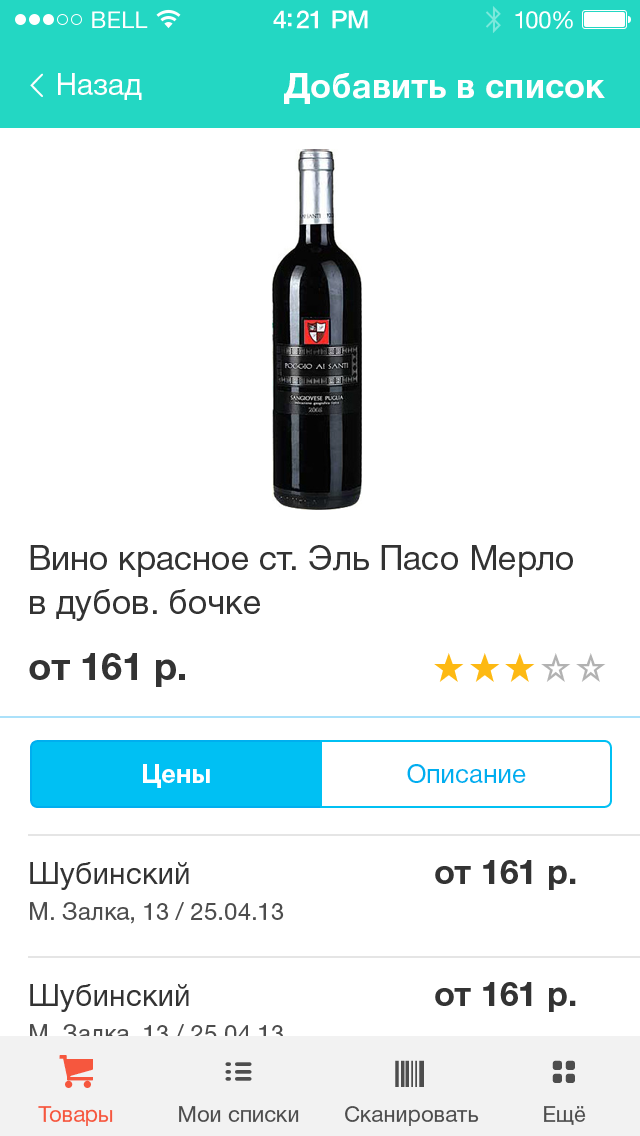 BELL 4:21 PM 100%
Назад Добавить в список
POGGIO AI SANTI
SANGIOVESE PUGLIA
2008
Вино красное ст. Эль Пасо Мерло
в дубов. бочке
от 161 р.
Цены Описание
Шубинский от 161 р.
М. Залка, 13 / 25.04.13
Шубинский от 161 р.
М. Залка, 13 / 25.04.13
Товары Мои списки Сканировать Ещё